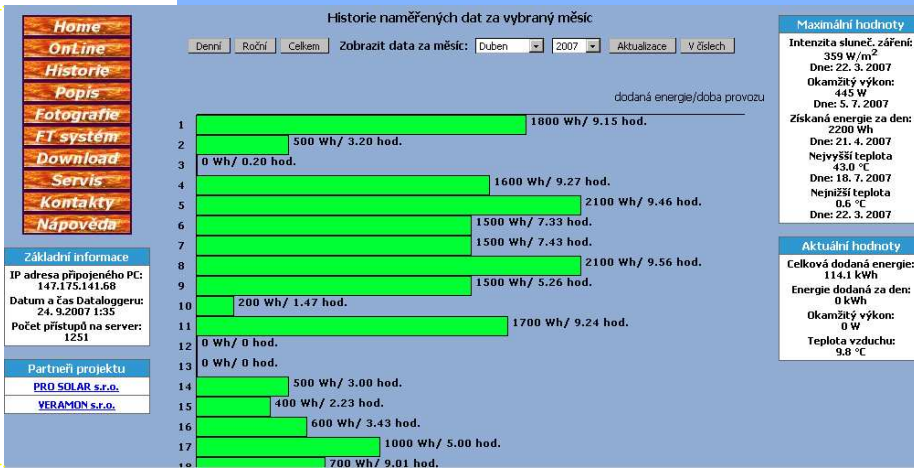 Historie naměřených dat za vybraný měsíc
Denní Roční Celkem Zobrazit data za měsíc: Duben 2007 Aktualizace V číslech
dodaná energie/doba provozu
Home
OnLine
Historie
Popis
Fotografie
FT systém
Download
Servis
Kontakty
Nápověda
Základní informace
IP adresa připojeného PC:
147.175.141.68
Datum a čas Dataloggeru:
24. 9.2007 1:35
Počet přístupů na server:
1251
Partneři projektu
PRO SOLAR s.r.o.
VERAMON s.r.o.
1 1800 Wh/ 9.15 hod.
2 500 Wh/ 3.20 hod.
3 0 Wh/ 0.20 hod.
4 1600 Wh/ 9.27 hod.
5 2100 Wh/ 9.46 hod.
6 1500 Wh/ 7.33 hod.
7 1500 Wh/ 7.43 hod.
8 2100 Wh/ 9.56 hod.
9 1500 Wh/ 5.26 hod.
10 200 Wh/ 1.47 hod.
11 1700 Wh/ 9.24 hod.
12 0 Wh/ 0 hod.
13 0 Wh/ 0 hod.
14 500 Wh/ 3.00 hod.
15 400 Wh/ 2.23 hod.
16 600 Wh/ 3.43 hod.
17 1000 Wh/ 5.00 hod.
18 700 Wh/ 9.01 hod.
Maximální hodnoty
Intenzita sluneč. záření:
359 W/m²
Dne: 22. 3. 2007
Okamžitý výkon:
445 W
Dne: 5. 7. 2007
Získaná energie za den:
2200 Wh
Dne: 21. 4. 2007
Nejvyšší teplota
43.0 °C
Dne: 18. 7. 2007
Nejnižší teplota
0.6 °C
Dne: 22. 3. 2007
Aktuální hodnoty
Celková dodaná energie:
114.1 kWh
Energie dodaná za den:
0 kWh
Okamžitý výkon:
0 W
Teplota vzduchu:
9.8 °C